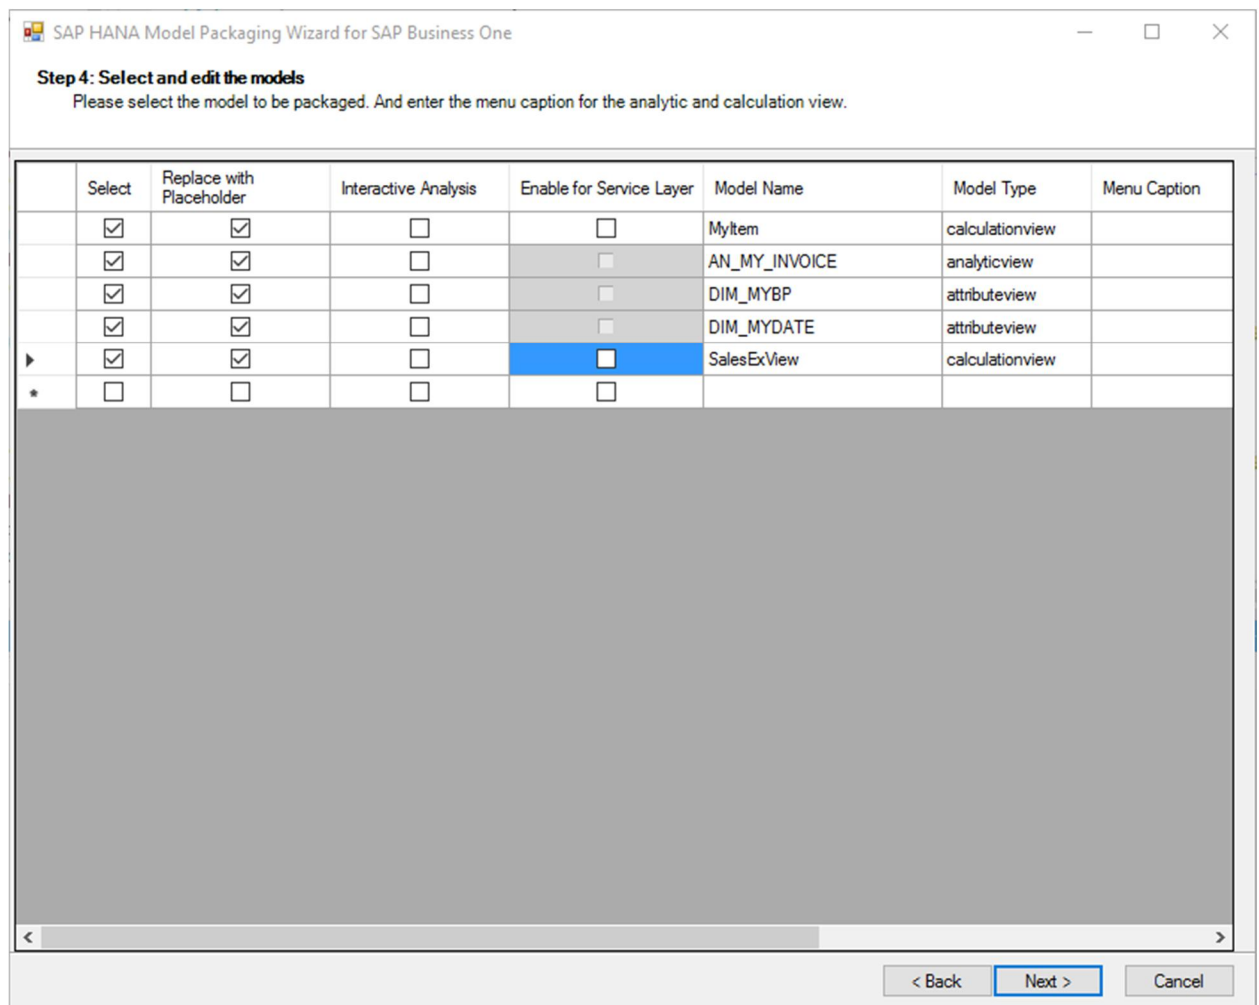 SAP HANA Model Packaging Wizard for SAP Business One
Step 4: Select and edit the models
Please select the model to be packaged. And enter the menu caption for the analytic and calculation view.
Select Replace with Placeholder Interactive Analysis Enable for Service Layer Model Name Model Type Menu Caption
MyItem calculationview
AN_MY_INVOICE analyticview
DIM_MYBP attributeview
DIM_MYDATE attributeview
SalesExView calculationview
< Back Next > Cancel